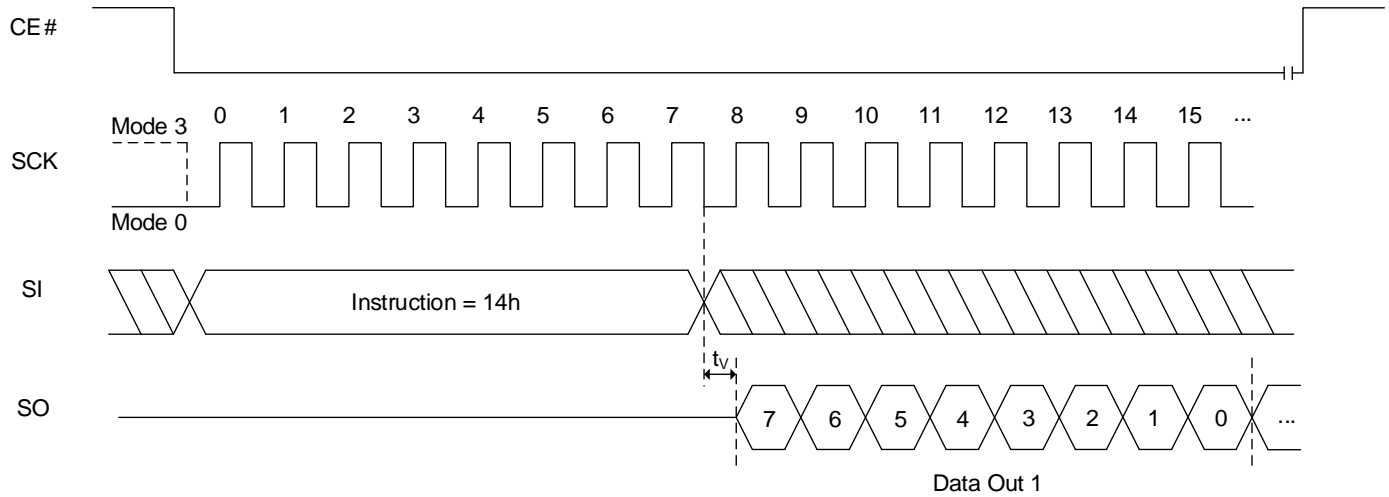 CE#
0 1 2 3 4 5 6 7 8 9 10 11 12 13 14 15 ...
Mode 3
SCK
Mode 0
SI
Instruction = 14h
tV
SO
7 6 5 4 3 2 1 0 ...
Data Out 1